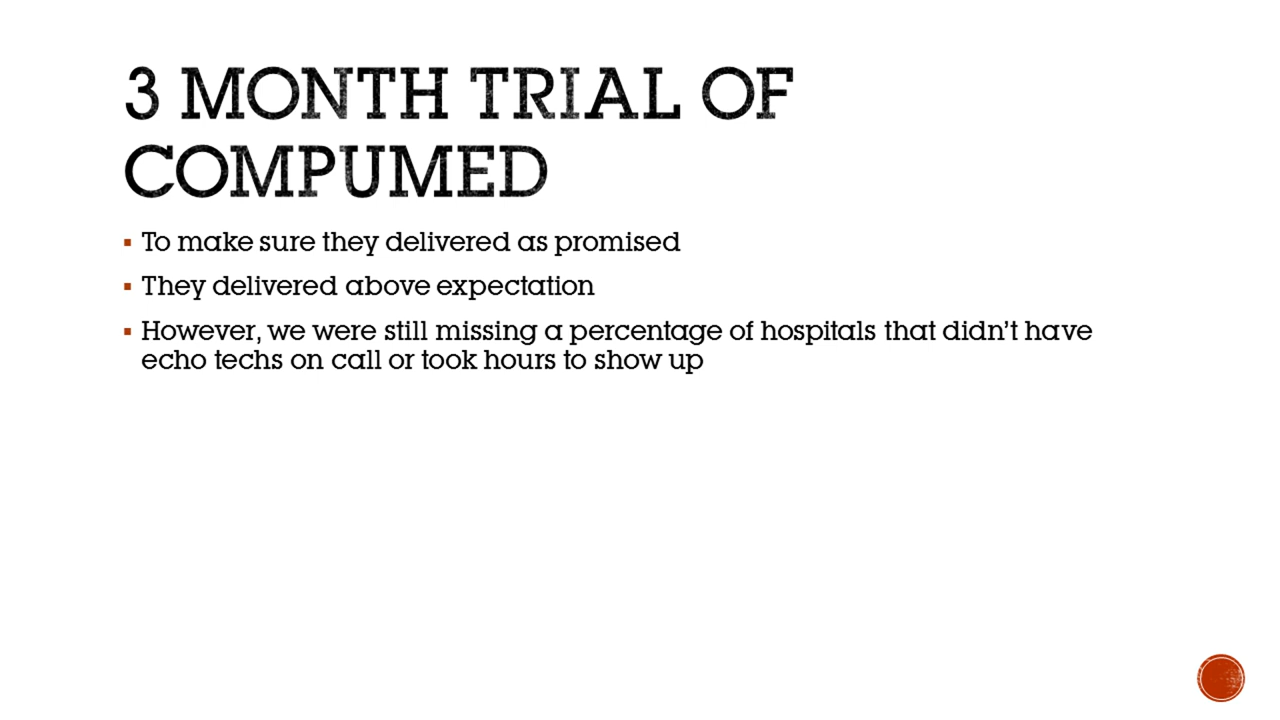 3 MONTH TRIAL OF
COMPUMED
▪ To make sure they delivered as promised
▪ They delivered above expectation
▪ However, we were still missing a percentage of hospitals that didn't have
echo techs on call or took hours to show up